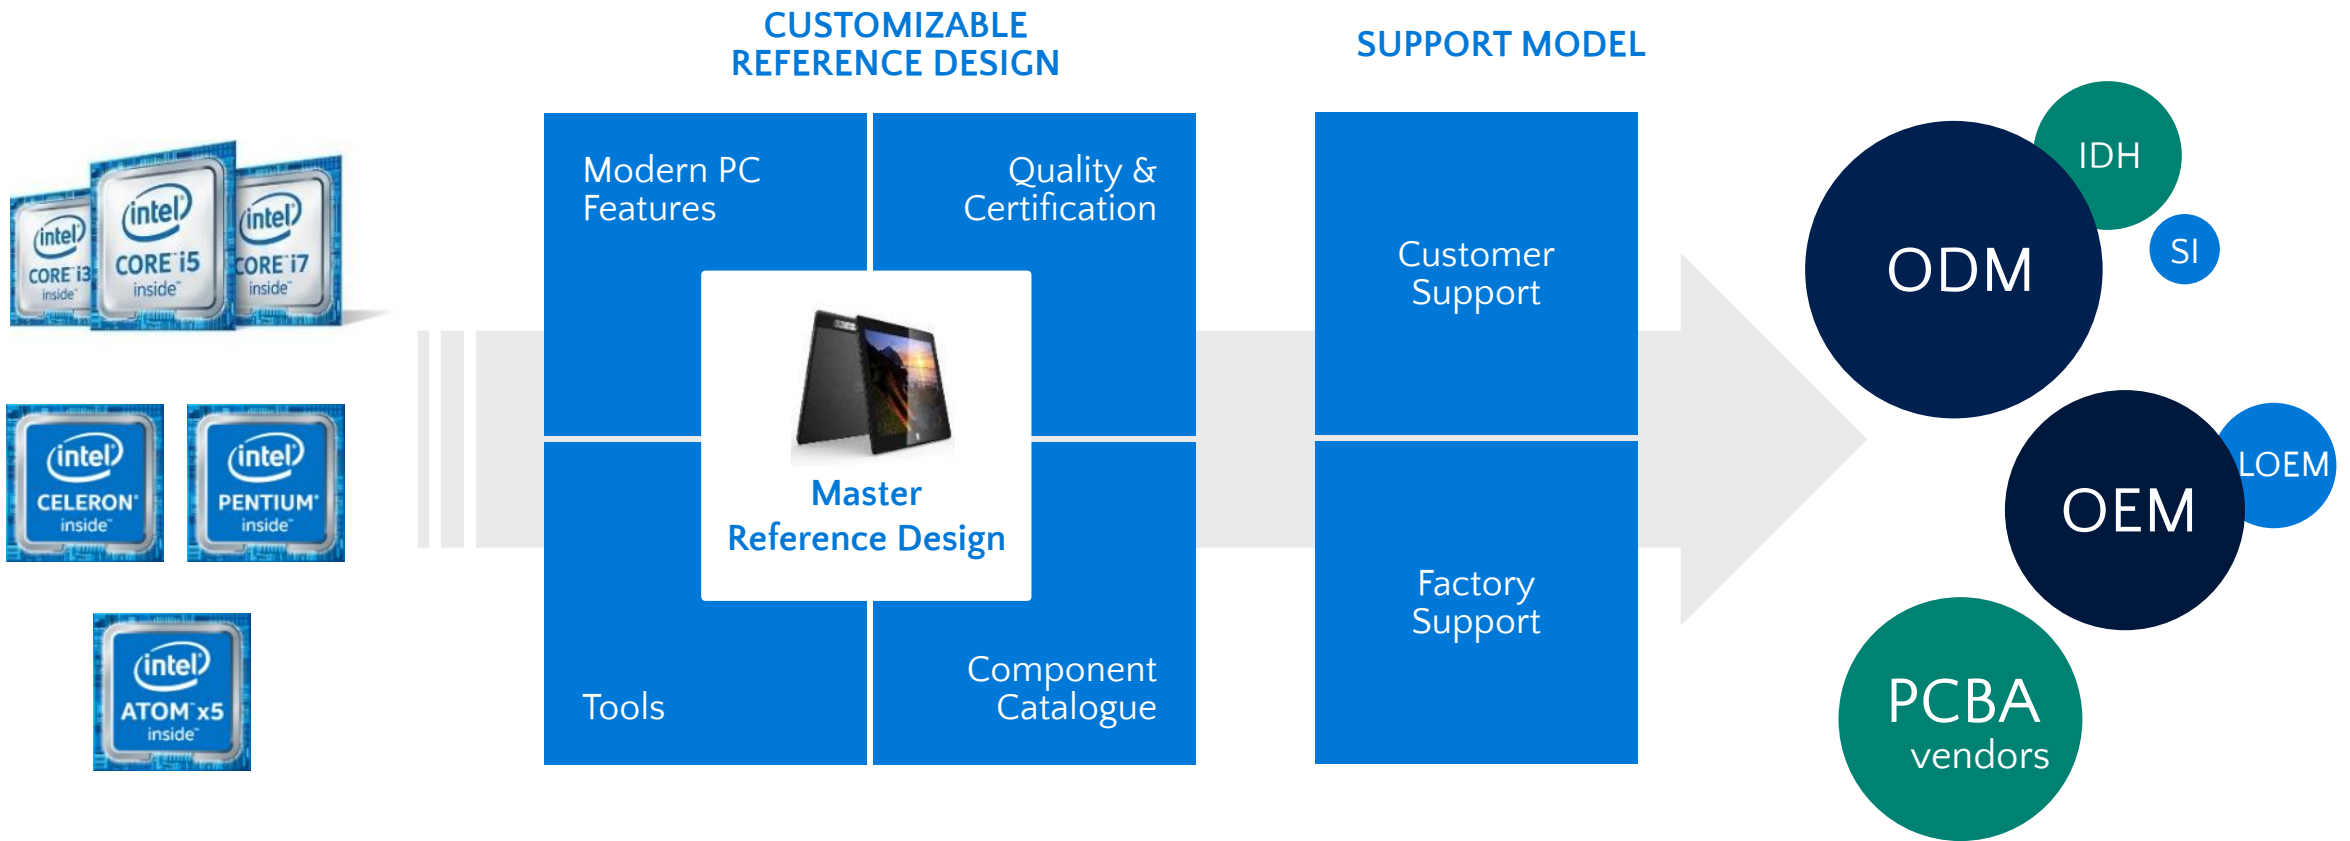 CUSTOMIZABLE
REFERENCE DESIGN
SUPPORT MODEL
intel
CORE i3
inside
intel
CORE i5
inside
intel
CORE i7
inside
intel
CELERON
inside
intel
PENTIUM
inside
intel
ATOM x5
inside
Modern PC
Features
Quality &
Certification
Master
Reference Design
Tools
Component
Catalogue
Customer
Support
Factory
Support
IDH
SI
ODM
LOEM
OEM
PCBA
vendors